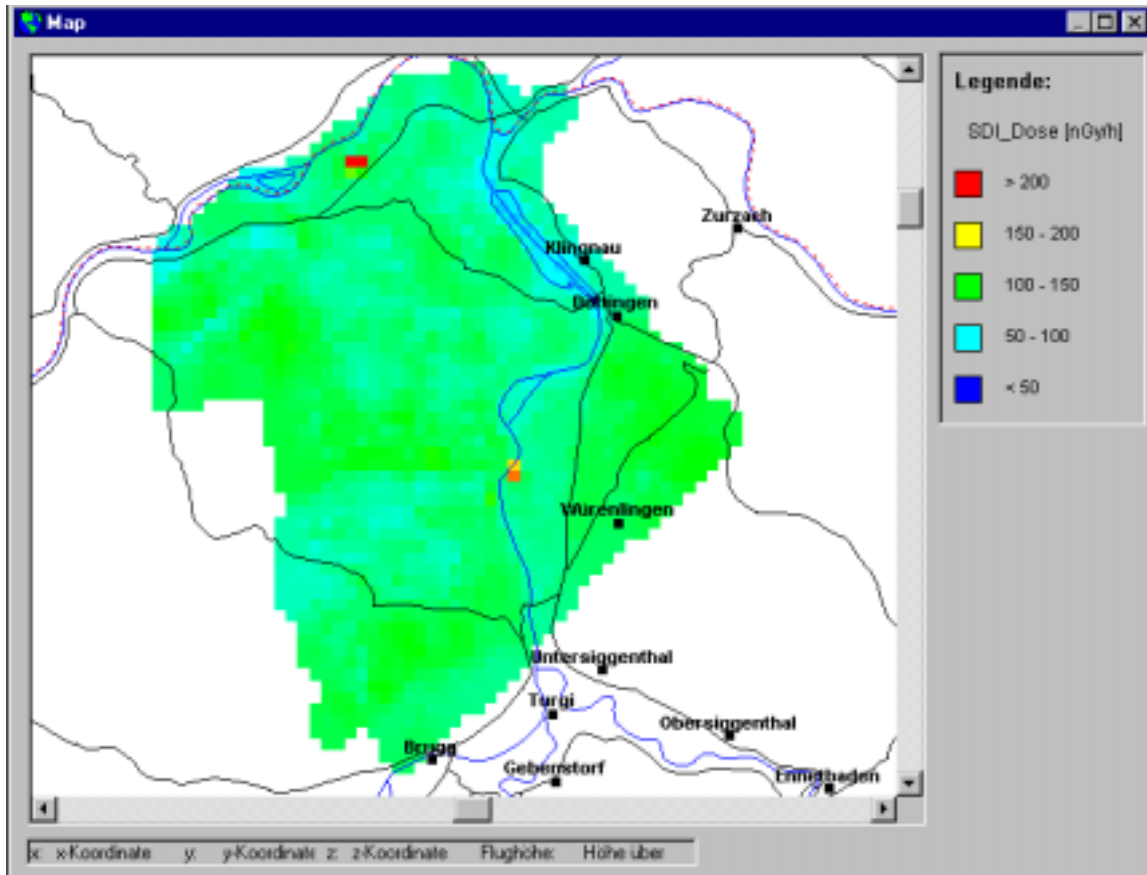 Map
Legende:
SDI_Dose [nGy/h]
> 200
150 - 200
100 - 150
50 - 100
< 50
Zurzach
Klingnau
Döttingen
Würenlingen
Untersiggenthal
Turgi
Obersiggenthal
Brugg
Gebenstorf
Ennetbaden
x: x-Koordinate y: y-Koordinate z: z-Koordinate Flughöhe: Höhe über